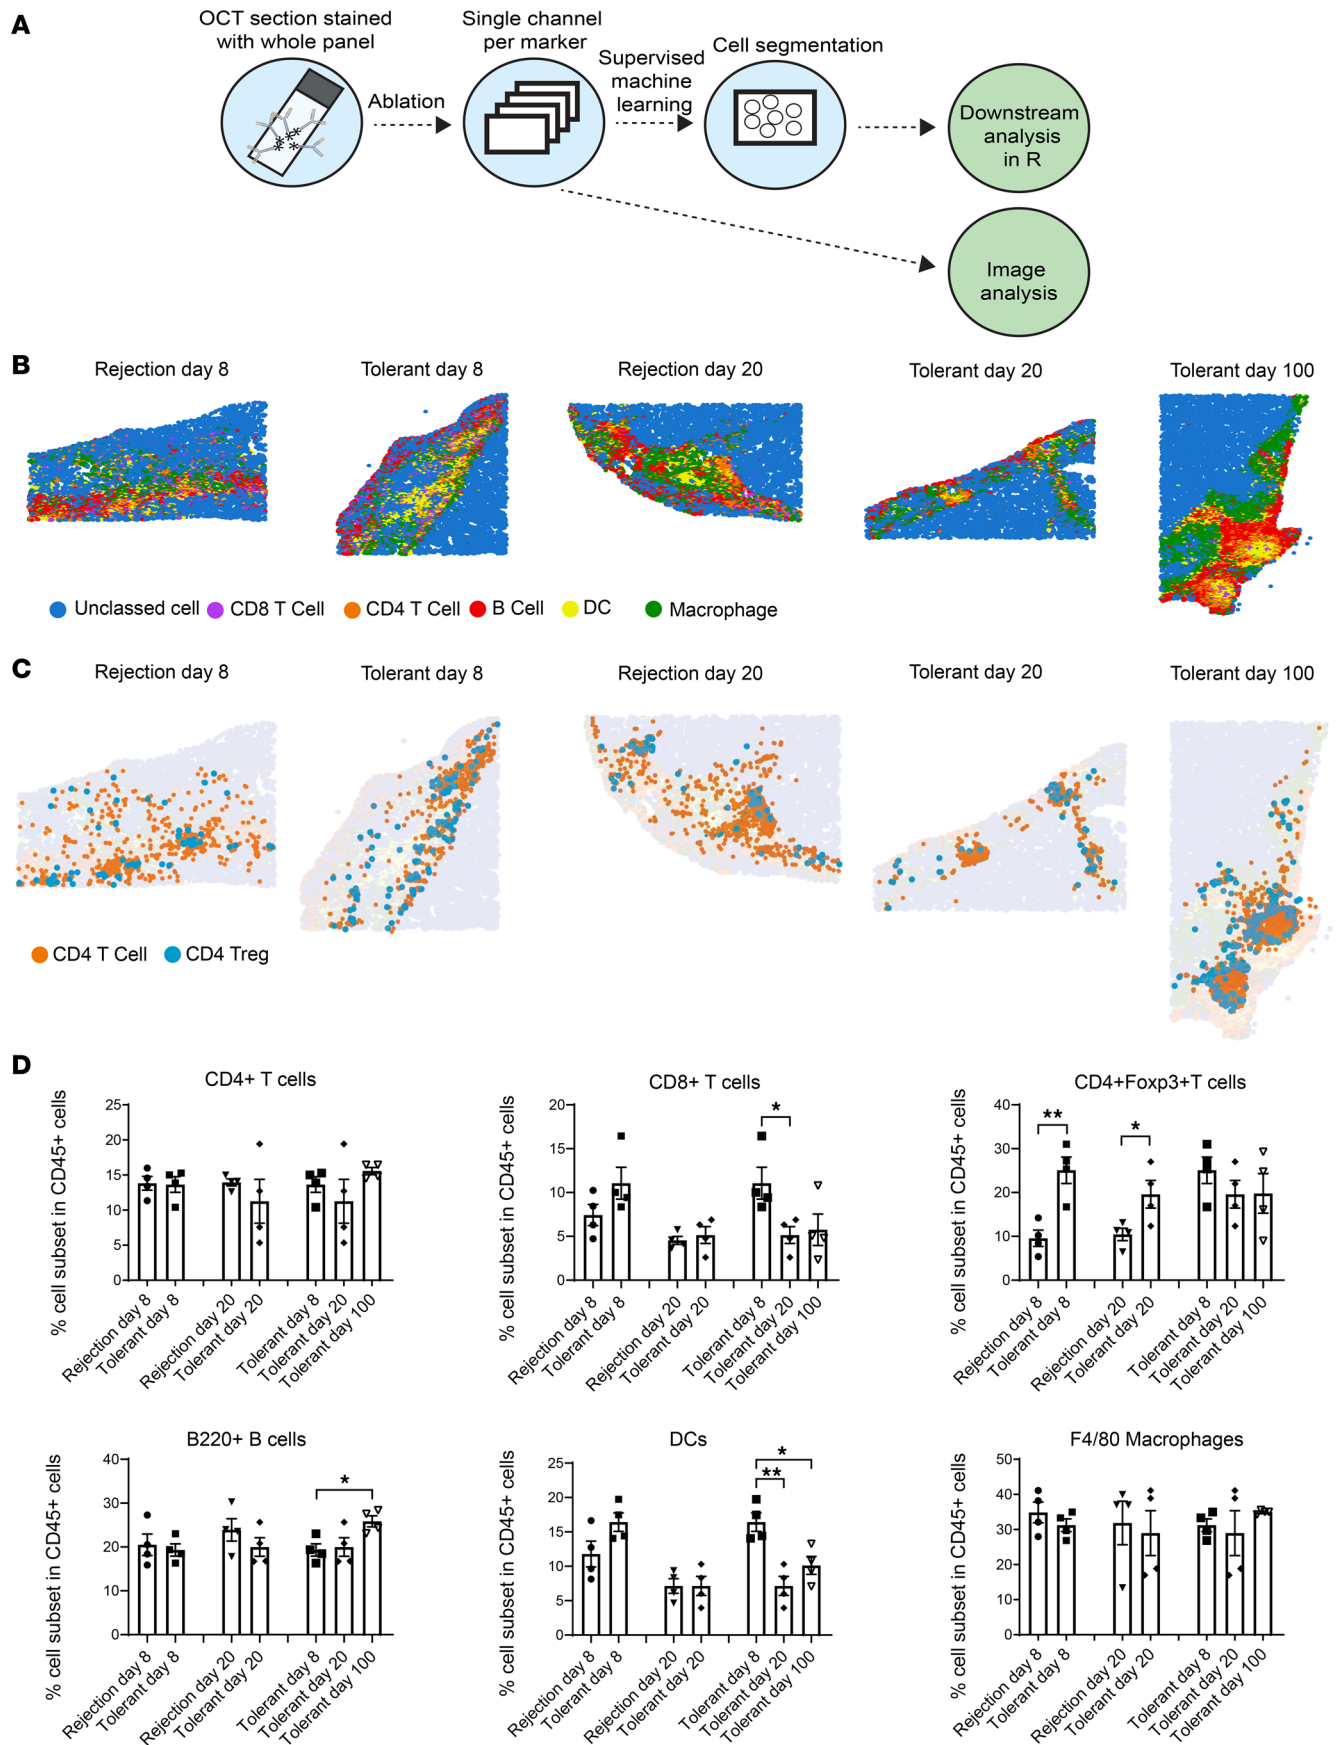 A
OCT section stained
with whole panel
Ablation
Single channel
per marker
Supervised
machine
learning
Cell segmentation
Downstream
analysis
in R
Image
analysis
B
Rejection day 8
Tolerant day 8
Rejection day 20
Tolerant day 20
Tolerant day 100
Unclassed cell
CD8 T Cell
CD4 T Cell
B Cell
DC
Macrophage
C
Rejection day 8
Tolerant day 8
Rejection day 20
Tolerant day 20
Tolerant day 100
CD4 T Cell
CD4 Treg
D
CD4+ T cells
% cell subset in CD45+ cells
25
20
15
10
5
0
Rejection day 8
Tolerant day 8
Rejection day 20
Tolerant day 20
Tolerant day 8
Tolerant day 20
Tolerant day 100
CD8+ T cells
% cell subset in CD45+ cells
20
15
10
5
0
*
Rejection day 8
Tolerant day 8
Rejection day 20
Tolerant day 20
Tolerant day 8
Tolerant day 20
Tolerant day 100
CD4+Foxp3+T cells
% cell subset in CD45+ cells
40
30
20
10
0
**
*
Rejection day 8
Tolerant day 8
Rejection day 20
Tolerant day 20
Tolerant day 8
Tolerant day 20
Tolerant day 100
B220+ B cells
% cell subset in CD45+ cells
40
30
20
10
0
*
Rejection day 8
Tolerant day 8
Rejection day 20
Tolerant day 20
Tolerant day 8
Tolerant day 20
Tolerant day 100
DCs
% cell subset in CD45+ cells
25
20
15
10
5
0
*
**
Rejection day 8
Tolerant day 8
Rejection day 20
Tolerant day 20
Tolerant day 8
Tolerant day 20
Tolerant day 100
F4/80 Macrophages
% cell subset in CD45+ cells
50
40
30
20
10
0
Rejection day 8
Tolerant day 8
Rejection day 20
Tolerant day 20
Tolerant day 8
Tolerant day 20
Tolerant day 100